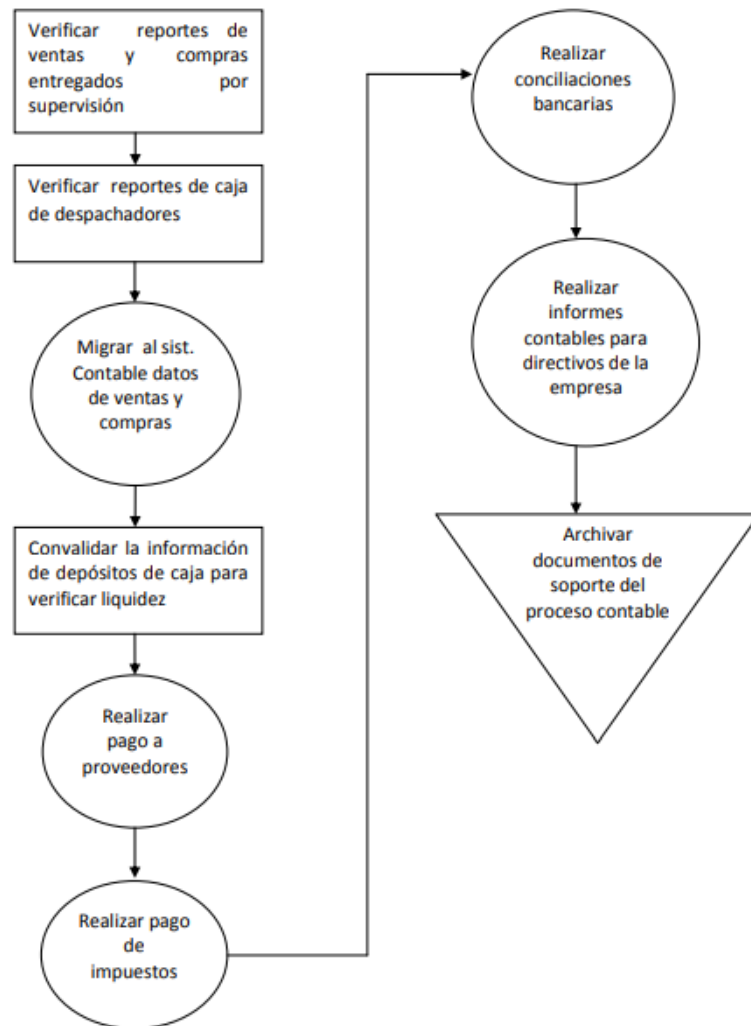 Verificar reportes de
ventas y compras
entregados por
supervisión
Verificar reportes de caja
de despachadores
Migrar al sist.
Contable datos
de ventas y
compras
Convalidar la información
de depósitos de caja para
verificar liquidez
Realizar
pago a
proveedores
Realizar pago
de
impuestos
Realizar
conciliaciones
bancarias
Realizar
informes
contables para
directivos de la
empresa
Archivar
documentos de
soporte del
proceso contable